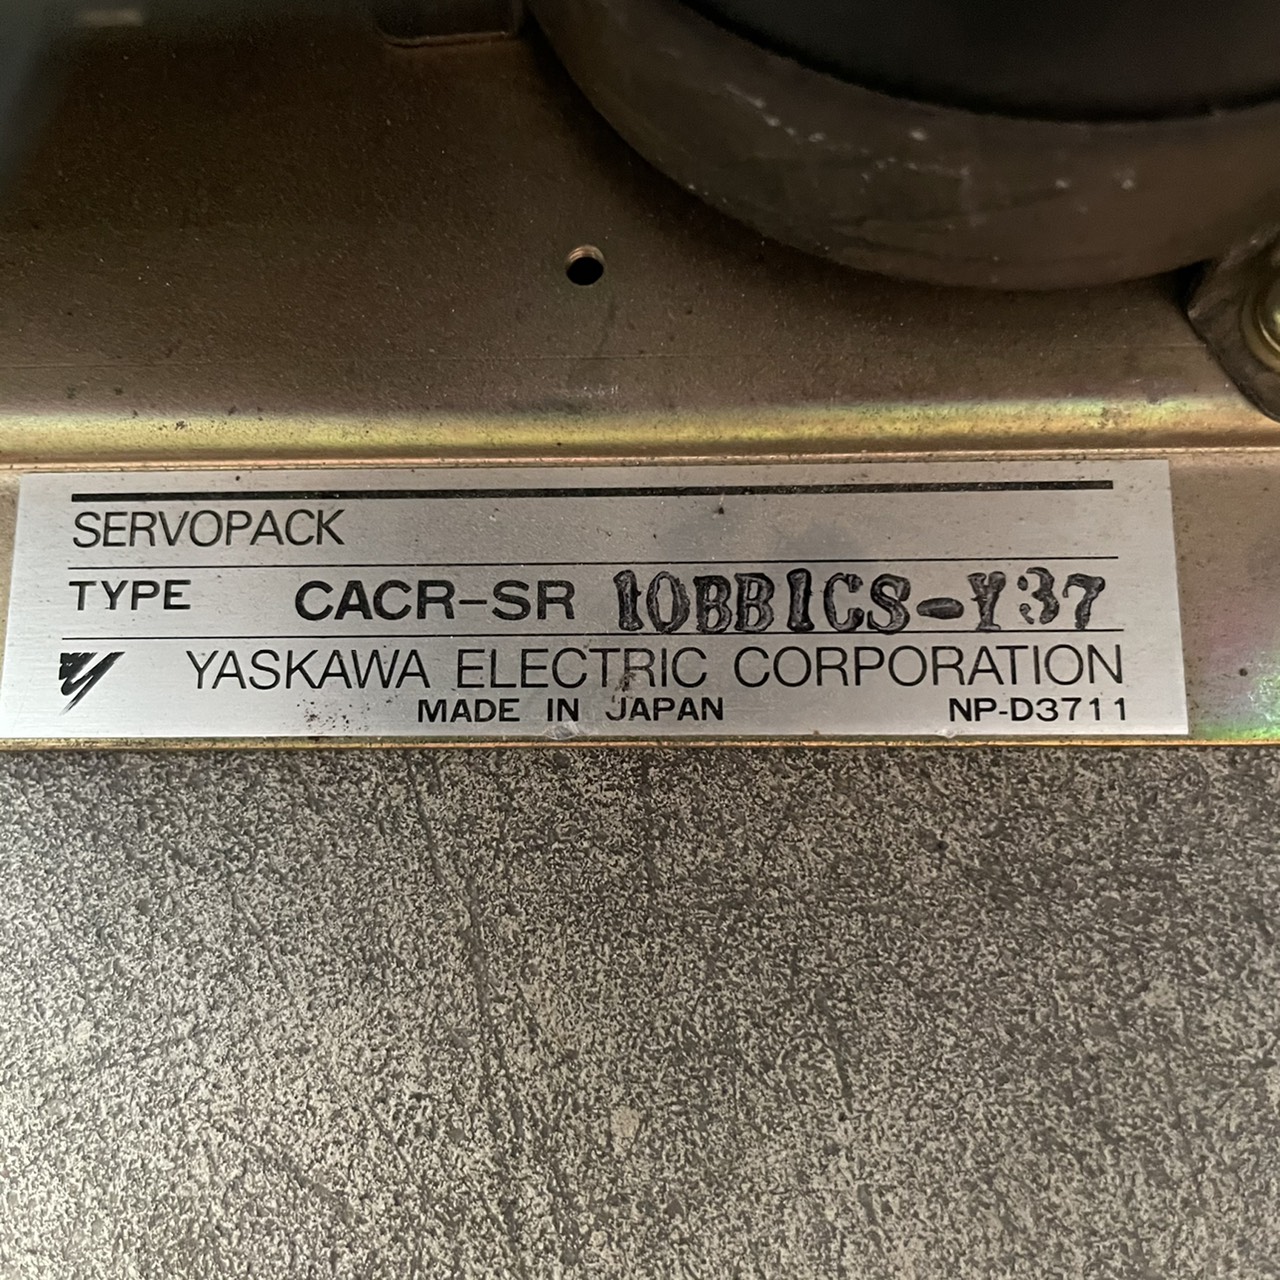 SERVOPACK
TYPE CACR-SR 10BB1CS-Y37
YASKAWA ELECTRIC CORPORATION
MADE IN JAPAN NP-D3711